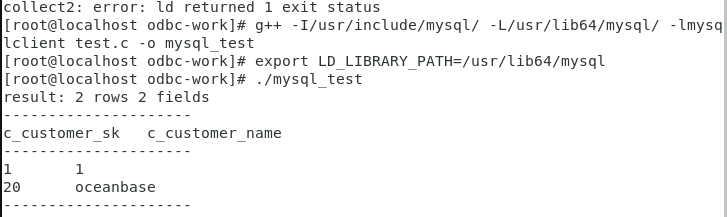 collect2: error: ld returned 1 exit status
[root@localhost odbc-work]# g++ -I/usr/include/mysql/ -L/usr/lib64/mysql/ -lmysq
lclient test.c -o mysql_test
[root@localhost odbc-work]# export LD_LIBRARY_PATH=/usr/lib64/mysql
[root@localhost odbc-work]# ./mysql_test
result: 2 rows 2 fields
---------------------
c_customer_sk   c_customer_name
---------------------
1       1
20      oceanbase
---------------------